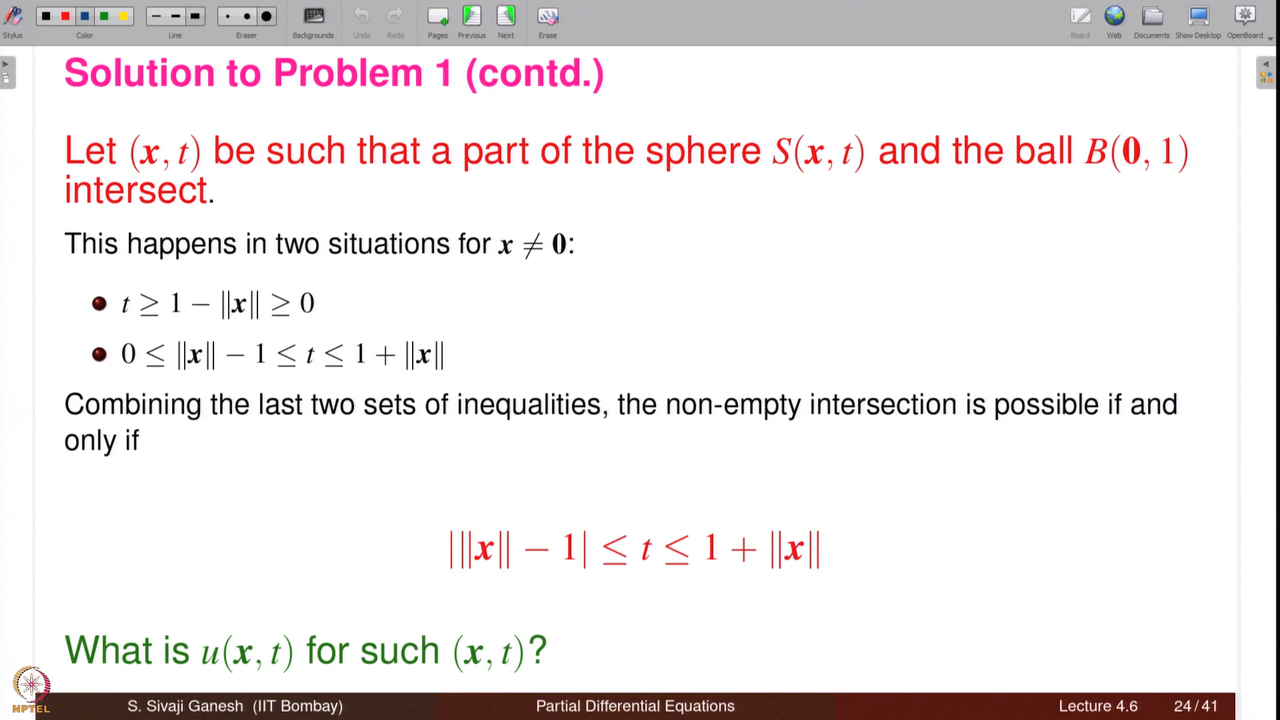 Stylus Color Line Eraser Backgrounds Undo Redo Pages Previous Next Erase Board Web Documents Show Desktop OpenBoard
Solution to Problem 1 (contd.)
Let (x, t) be such that a part of the sphere S(x, t) and the ball B(0, 1)
intersect.
This happens in two situations for x ≠ 0:
t ≥ 1 − ‖x‖ ≥ 0
0 ≤ ‖x‖ − 1 ≤ t ≤ 1 + ‖x‖
Combining the last two sets of inequalities, the non-empty intersection is possible if and
only if
|‖x‖ − 1| ≤ t ≤ 1 + ‖x‖
What is u(x, t) for such (x, t)?
NPTEL
S. Sivaji Ganesh (IIT Bombay) Partial Differential Equations Lecture 4.6 24/41